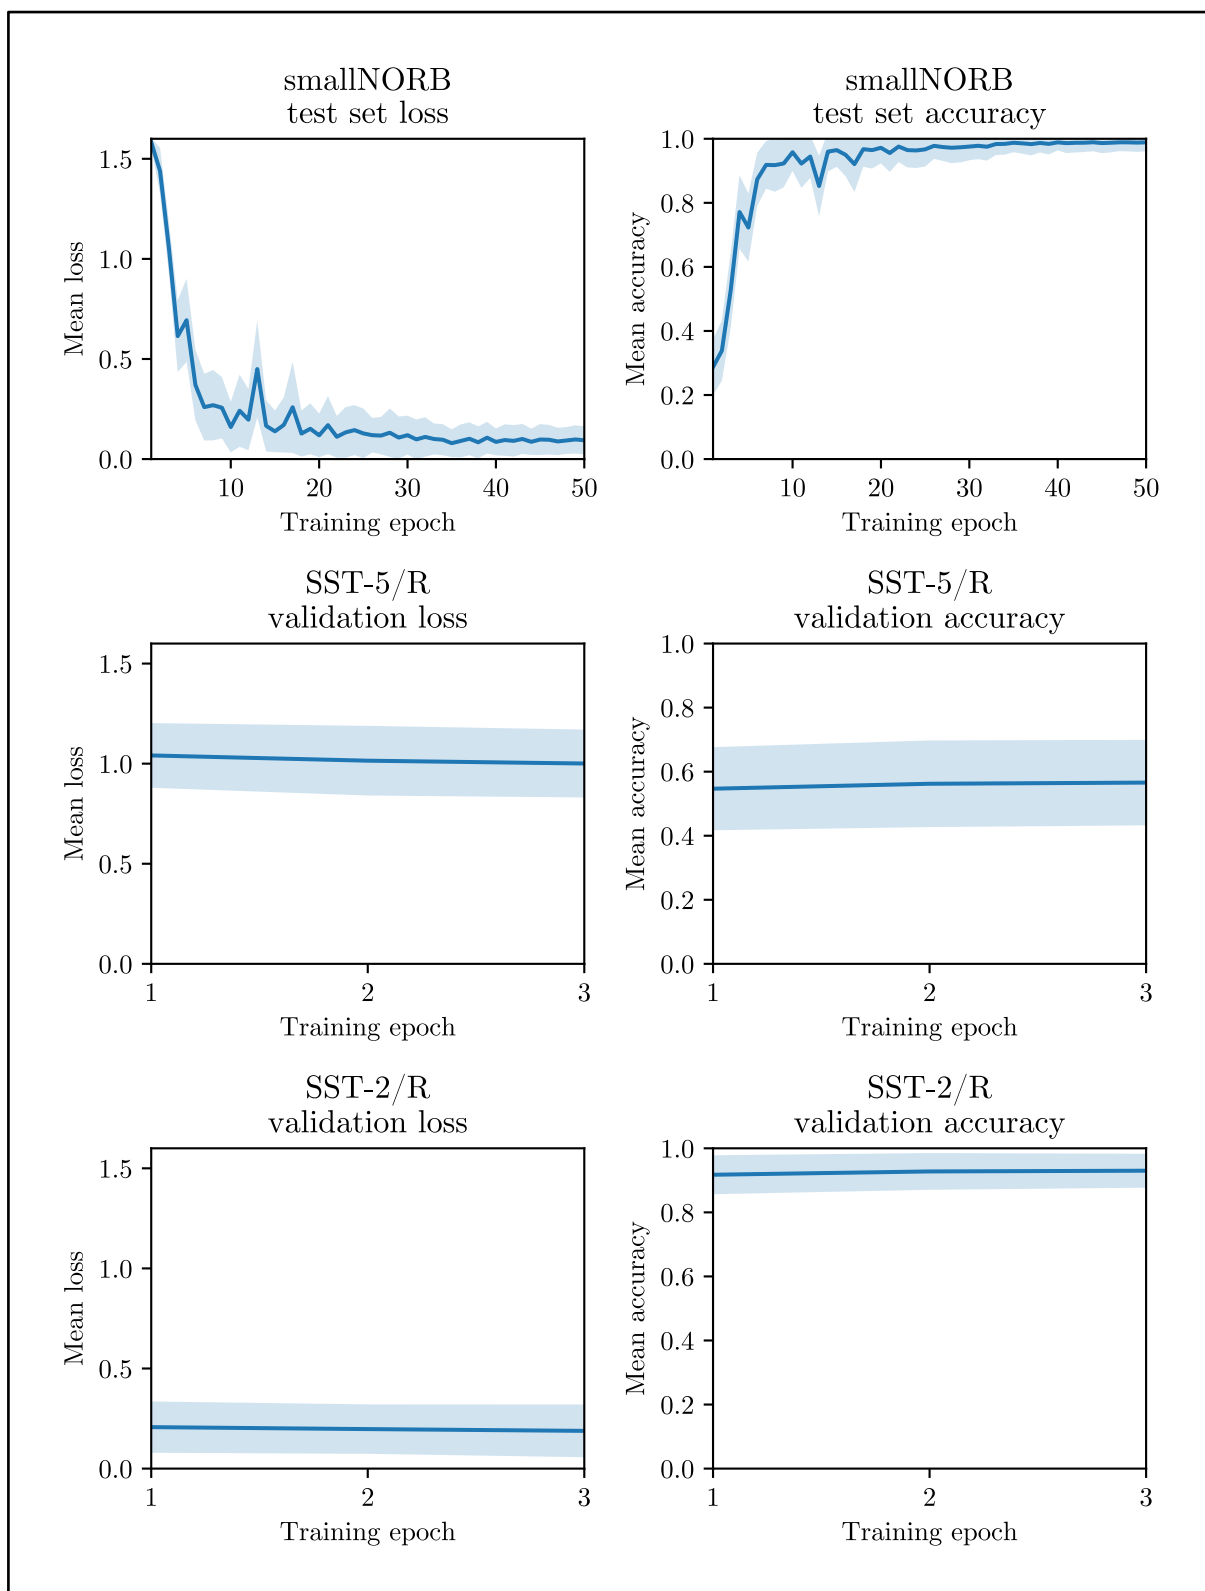 smallNORB
test set loss
Mean loss
1.5
1.0
0.5
0.0
10 20 30 40 50
Training epoch
smallNORB
test set accuracy
Mean accuracy
1.0
0.8
0.6
0.4
0.2
0.0
10 20 30 40 50
Training epoch
SST-5/R
validation loss
Mean loss
1.5
1.0
0.5
0.0
1 2 3
Training epoch
SST-5/R
validation accuracy
Mean accuracy
1.0
0.8
0.6
0.4
0.2
0.0
1 2 3
Training epoch
SST-2/R
validation loss
Mean loss
1.5
1.0
0.5
0.0
1 2 3
Training epoch
SST-2/R
validation accuracy
Mean accuracy
1.0
0.8
0.6
0.4
0.2
0.0
1 2 3
Training epoch